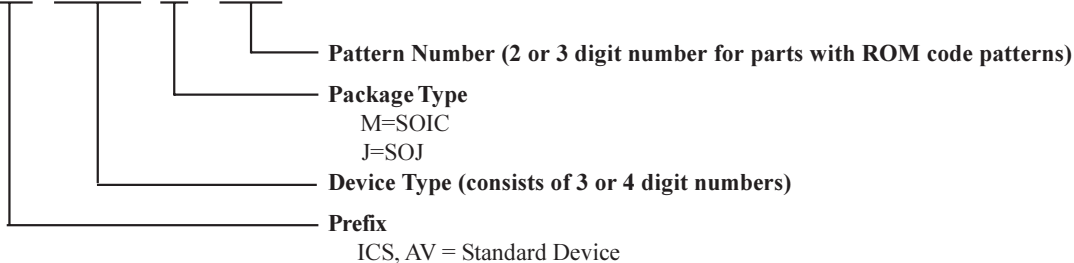 Pattern Number (2 or 3 digit number for parts with ROM code patterns)
Package Type
M=SOIC
J=SOJ
Device Type (consists of 3 or 4 digit numbers)
Prefix
ICS, AV = Standard Device